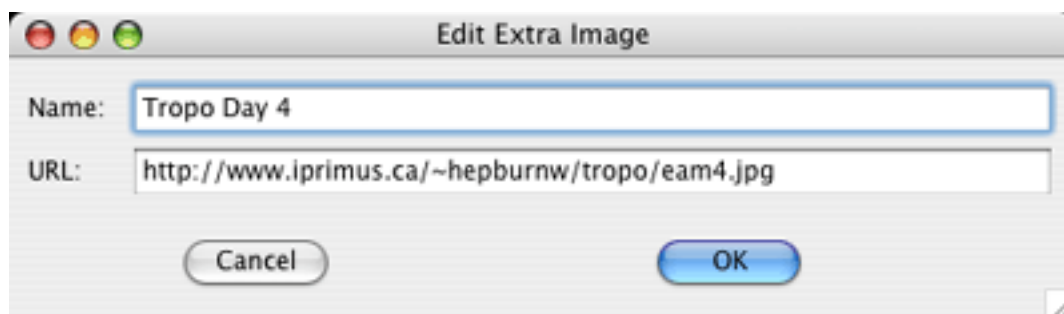 Edit Extra Image
Name: Tropo Day 4
URL: http://www.iprimus.ca/~hepburnw/tropo/eam4.jpg
Cancel OK